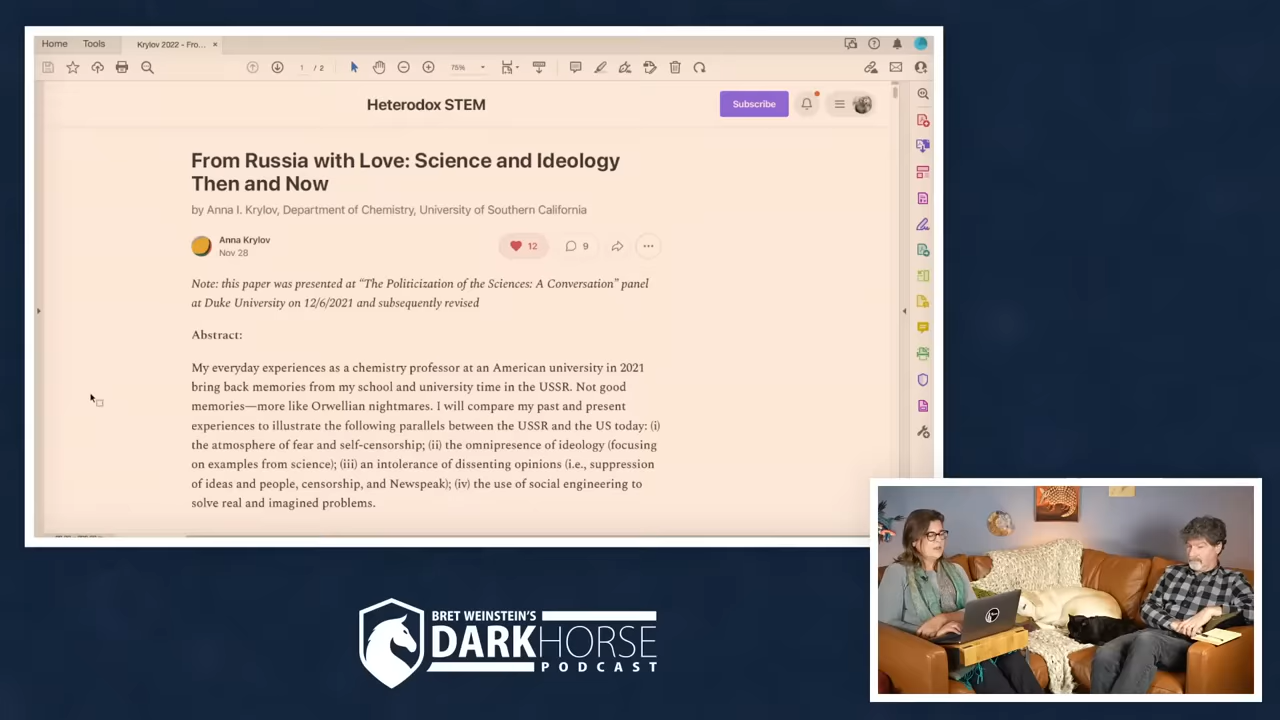 Home
Tools
Krylov 2022 - Fro...
1 / 2
75%
Heterodox STEM
Subscribe
From Russia with Love: Science and Ideology
Then and Now
by Anna I. Krylov, Department of Chemistry, University of Southern California
Anna Krylov
Nov 28
12
9
Note: this paper was presented at “The Politicization of the Sciences: A Conversation” panel
at Duke University on 12/6/2021 and subsequently revised
Abstract:
My everyday experiences as a chemistry professor at an American university in 2021
bring back memories from my school and university time in the USSR. Not good
memories—more like Orwellian nightmares. I will compare my past and present
experiences to illustrate the following parallels between the USSR and the US today: (i)
the atmosphere of fear and self-censorship; (ii) the omnipresence of ideology (focusing
on examples from science); (iii) an intolerance of dissenting opinions (i.e., suppression
of ideas and people, censorship, and Newspeak); (iv) the use of social engineering to
solve real and imagined problems.
BRET WEINSTEIN'S
DARKHORSE
PODCAST